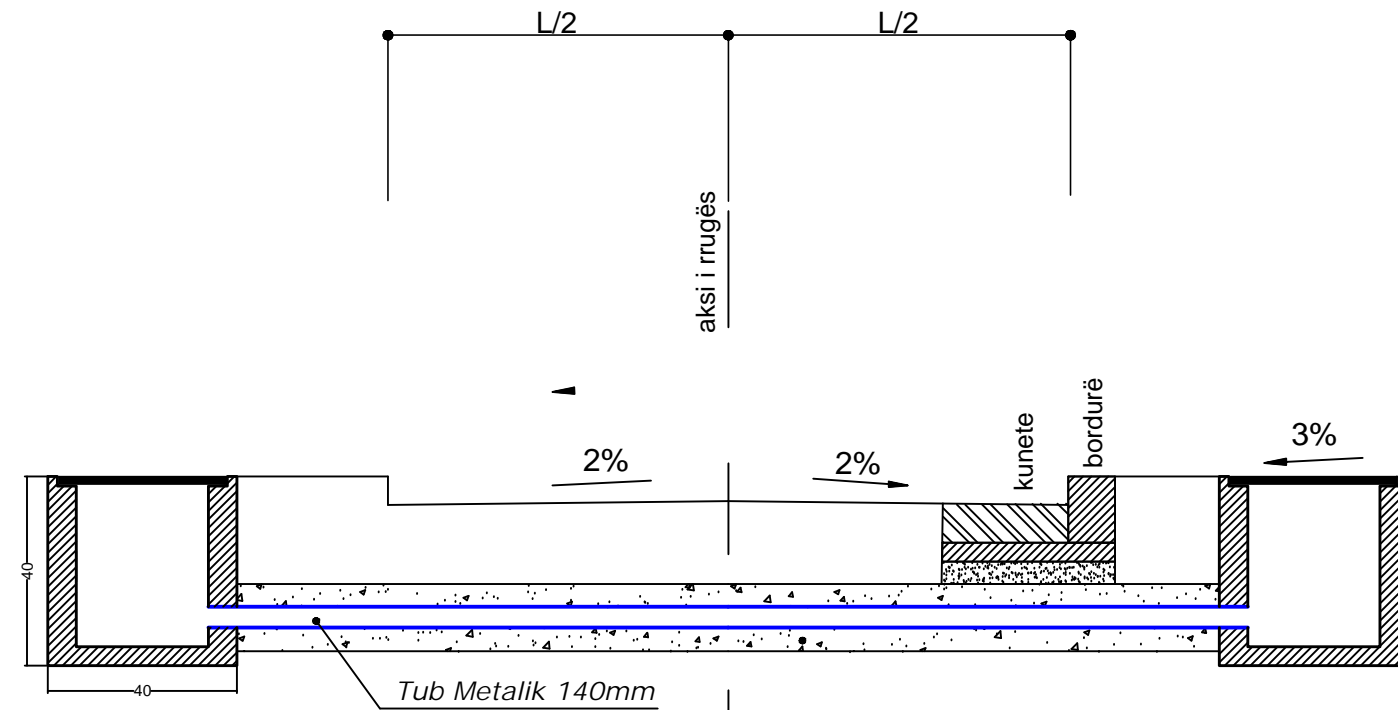 L/2
L/2
aksi i rrugës
kunete
bordurë
2%
2%
3%
40
40
Tub Metalik 140mm